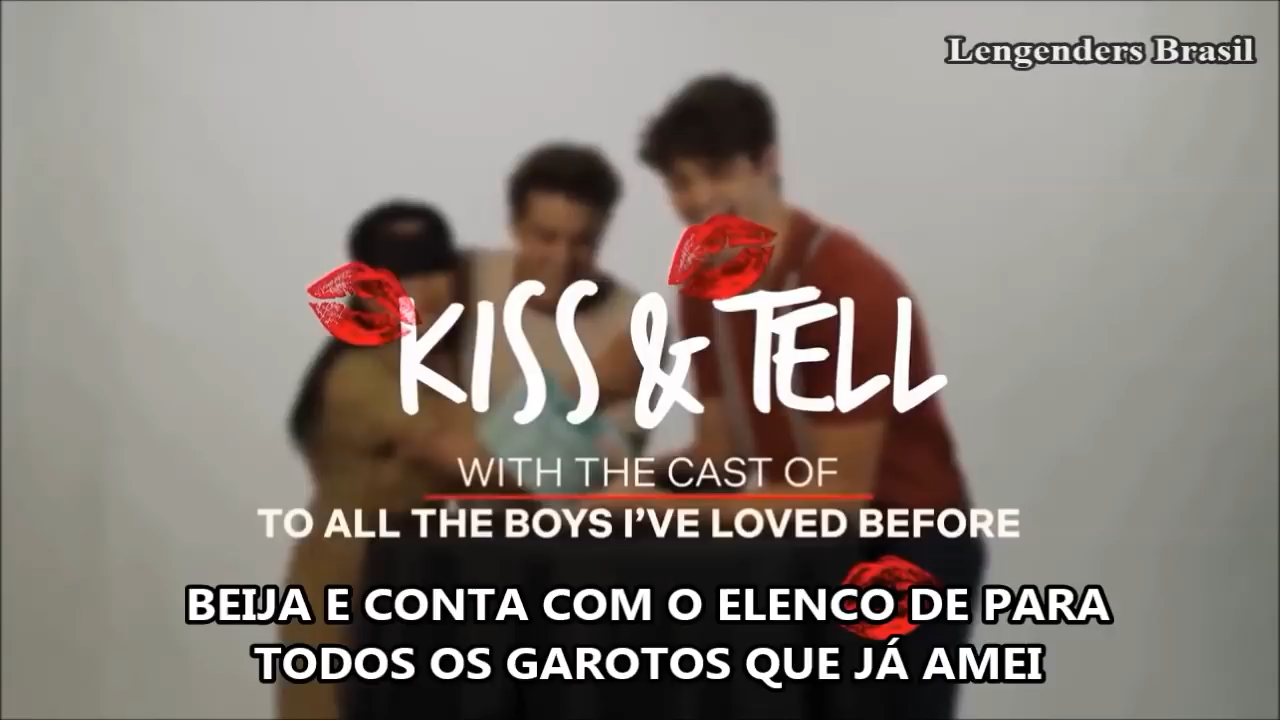 Lengenders Brasil
KISS & TELL
WITH THE CAST OF
TO ALL THE BOYS I'VE LOVED BEFORE
BEIJA E CONTA COM O ELENCO DE PARA
TODOS OS GAROTOS QUE JÁ AMEI